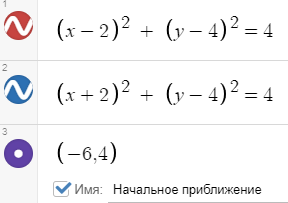 1
(x − 2)² + (y − 4)² = 4
2
(x + 2)² + (y − 4)² = 4
3
(−6,4)
Имя: Начальное приближение